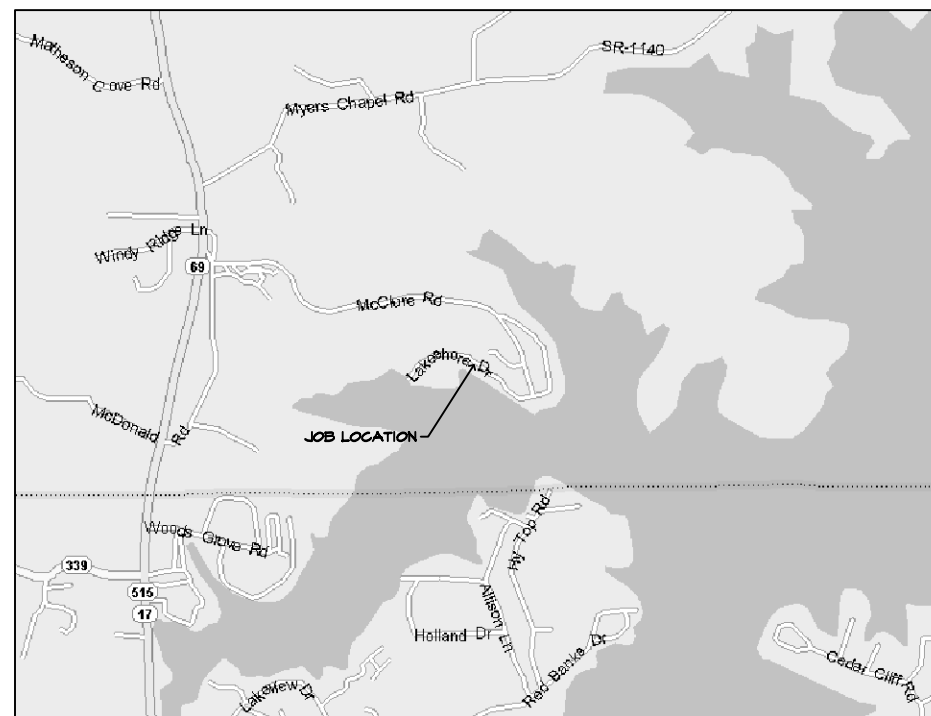 SR-1140
Matheson Cove Rd
Myers Chapel Rd
Windy Ridge Ln
69
McClure Rd
Lakeshore Dr
McDonald Rd
JOB LOCATION
Woods Grove Rd
Hy Top Rd
339
515
17
Allison Ln
Holland Dr
Red Banks Dr
Cedar Cliff Rd
Lakeview Dr